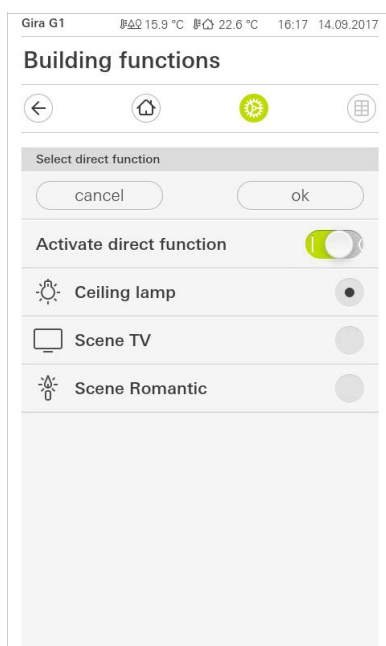 Gira G1 15.9 °C 22.6 °C 16:17 14.09.2017
Building functions
Select direct function
cancel ok
Activate direct function
Ceiling lamp
Scene TV
Scene Romantic